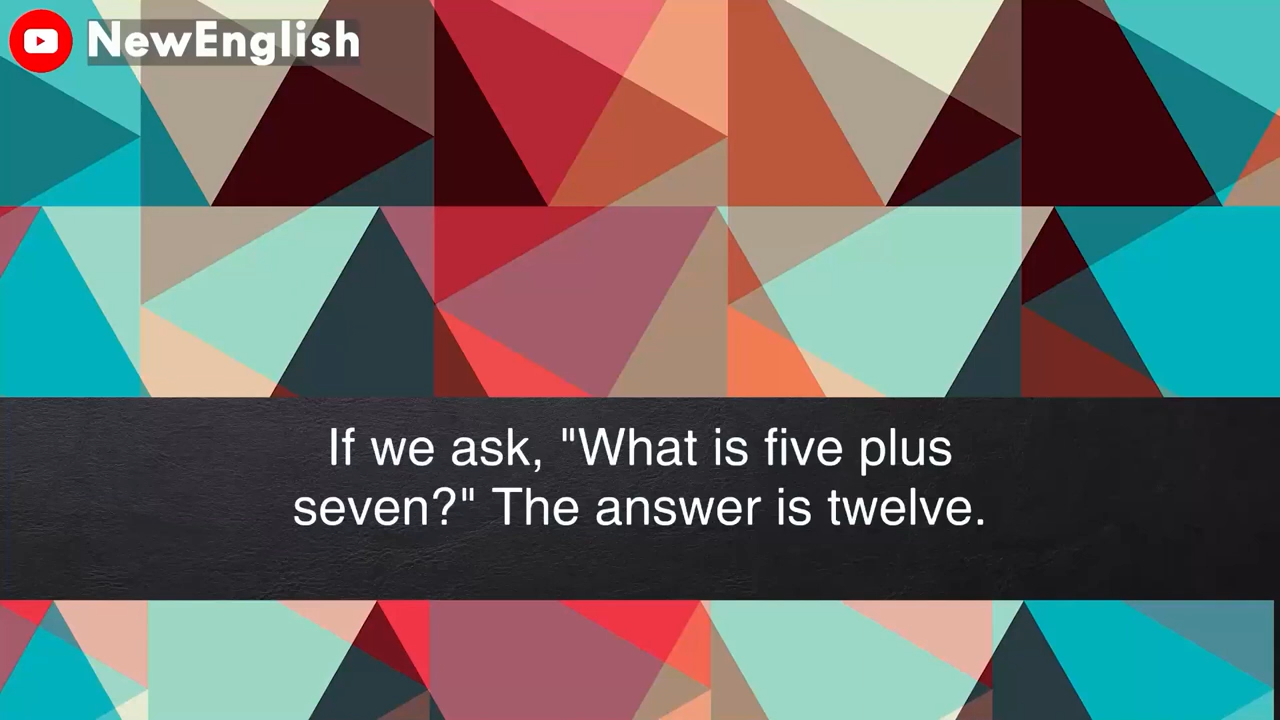 NewEnglish
If we ask, "What is five plus
seven?" The answer is twelve.